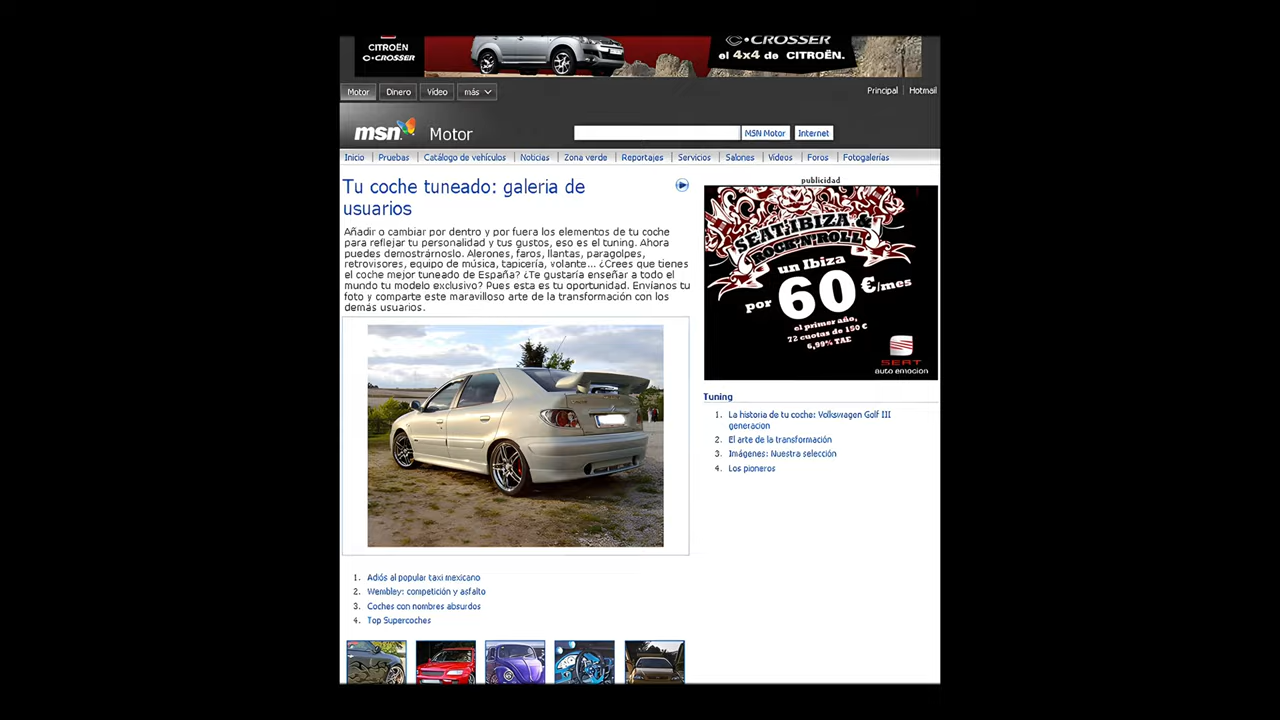 CITROËN
C-CROSSER
C-CROSSER
el 4x4 de CITROËN.
Motor Dinero Vídeo más
Principal Hotmail
msn Motor
MSN Motor Internet
Inicio Pruebas Catálogo de vehículos Noticias Zona verde Reportajes Servicios Salones Vídeos Foros Fotogalerías
Tu coche tuneado: galeria de
usuarios
Añadir o cambiar por dentro y por fuera los elementos de tu coche
para reflejar tu personalidad y tus gustos, eso es el tuning. Ahora
puedes demostrárnoslo. Alerones, faros, llantas, paragolpes,
retrovisores, equipo de música, tapicería, volante... ¿Crees que tienes
el coche mejor tuneado de España? ¿Te gustaría enseñar a todo el
mundo tu modelo exclusivo? Pues esta es tu oportunidad. Envíanos tu
foto y comparte este maravilloso arte de la transformación con los
demás usuarios.
1. Adiós al popular taxi mexicano
2. Wembley: competición y asfalto
3. Coches con nombres absurdos
4. Top Supercoches
publicidad
SEAT IBIZA &
ROCK'N'ROLL
un Ibiza
por 60€/mes
el primer año,
72 cuotas de 150 €
6,99% TAE
SEAT
auto emocion
Tuning
1. La historia de tu coche: Volkswagen Golf III
generacion
2. El arte de la transformación
3. Imágenes: Nuestra selección
4. Los pioneros